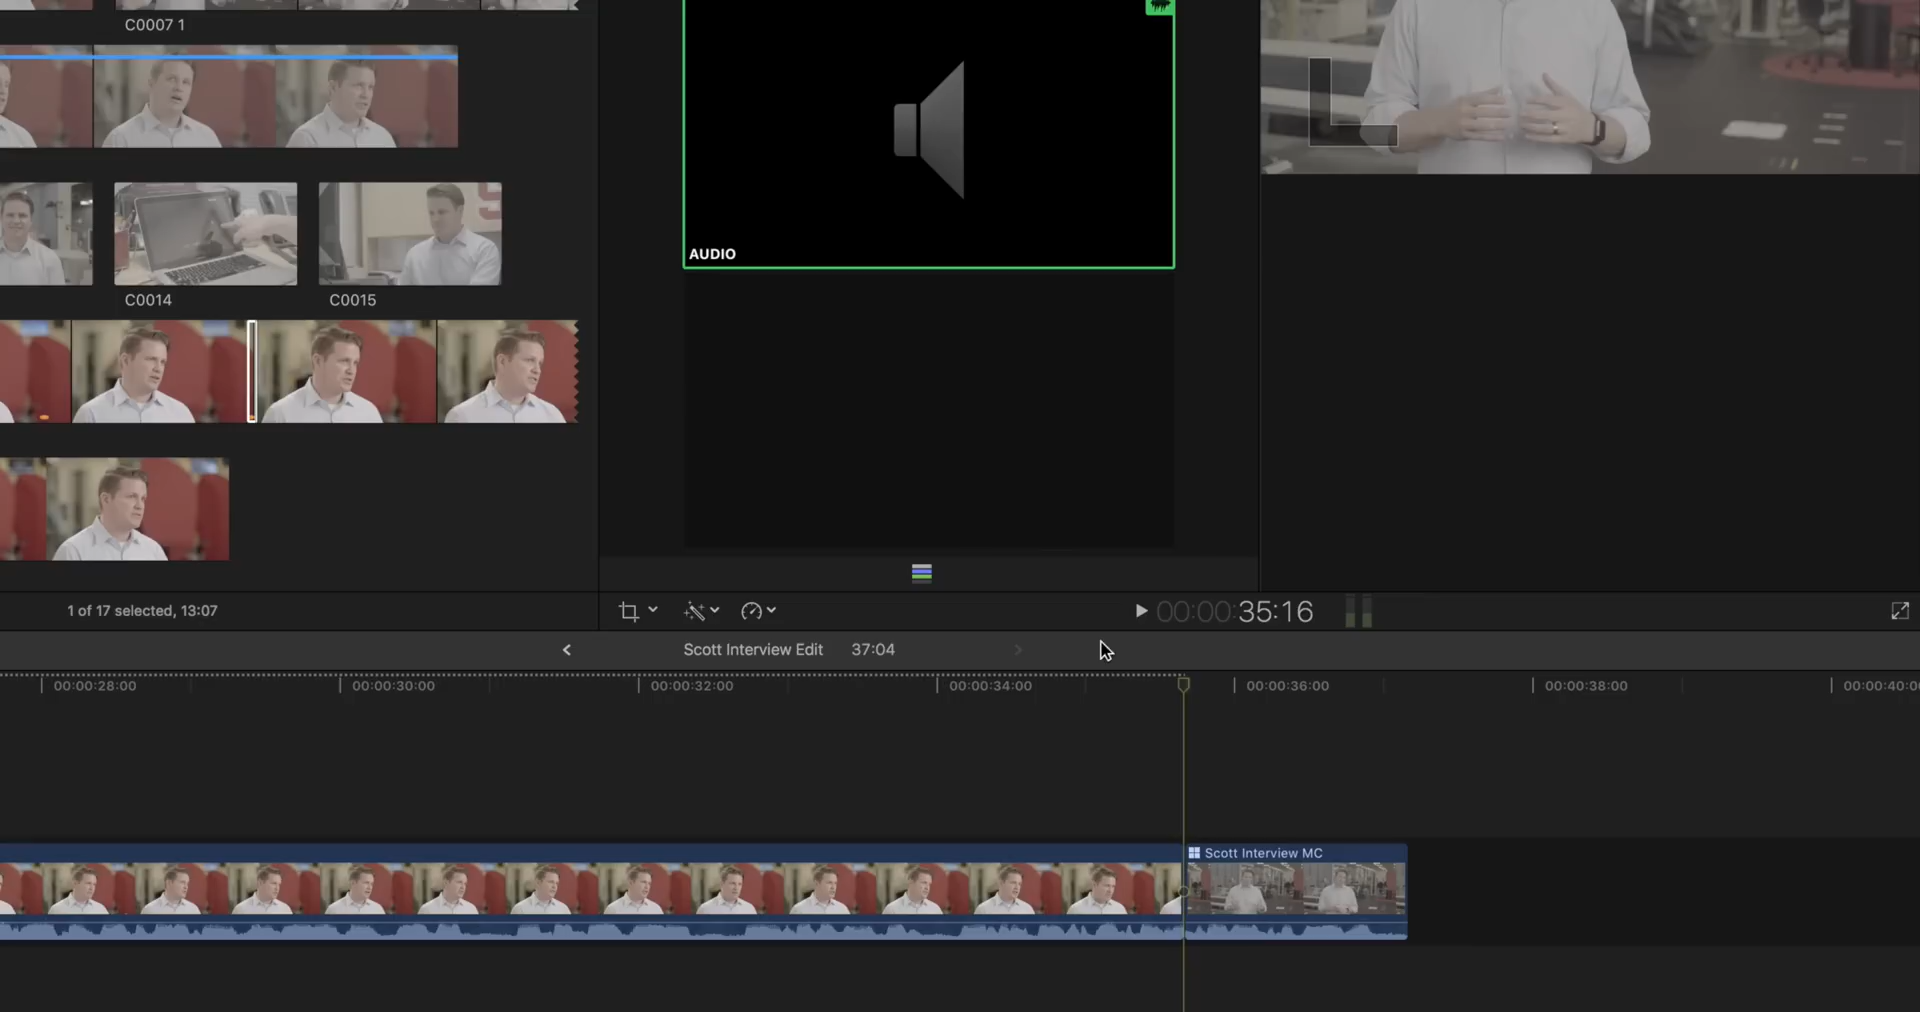 C0007 1
AUDIO
C0014
C0015
1 of 17 selected, 13:07
00:00:35:16
Scott Interview Edit 37:04
00:00:28:00
00:00:30:00
00:00:32:00
00:00:34:00
00:00:36:00
00:00:38:00
00:00:40:00
Scott Interview MC